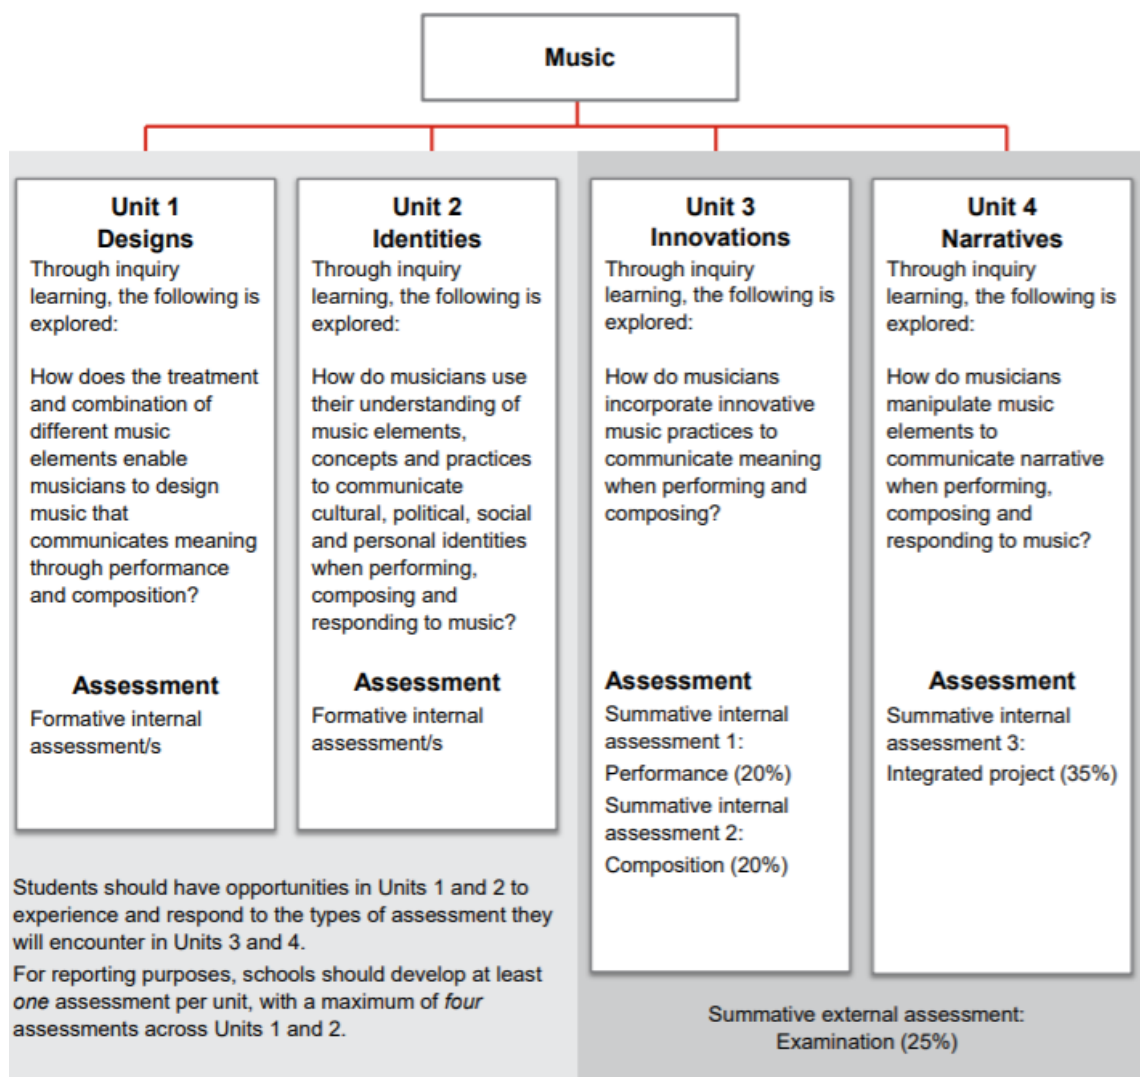 Music
Unit 1
Designs
Through inquiry
learning, the following is
explored:
How does the treatment
and combination of
different music
elements enable
musicians to design
music that
communicates meaning
through performance
and composition?
Assessment
Formative internal
assessment/s
Unit 2
Identities
Through inquiry
learning, the following is
explored:
How do musicians use
their understanding of
music elements,
concepts and practices
to communicate
cultural, political, social
and personal identities
when performing,
composing and
responding to music?
Assessment
Formative internal
assessment/s
Students should have opportunities in Units 1 and 2 to
experience and respond to the types of assessment they
will encounter in Units 3 and 4.
For reporting purposes, schools should develop at least
one assessment per unit, with a maximum of four
assessments across Units 1 and 2.
Unit 3
Innovations
Through inquiry
learning, the following is
explored:
How do musicians
incorporate innovative
music practices to
communicate meaning
when performing and
composing?
Assessment
Summative internal
assessment 1:
Performance (20%)
Summative internal
assessment 2:
Composition (20%)
Unit 4
Narratives
Through inquiry
learning, the following is
explored:
How do musicians
manipulate music
elements to
communicate narrative
when performing,
composing and
responding to music?
Assessment
Summative internal
assessment 3:
Integrated project (35%)
Summative external assessment:
Examination (25%)